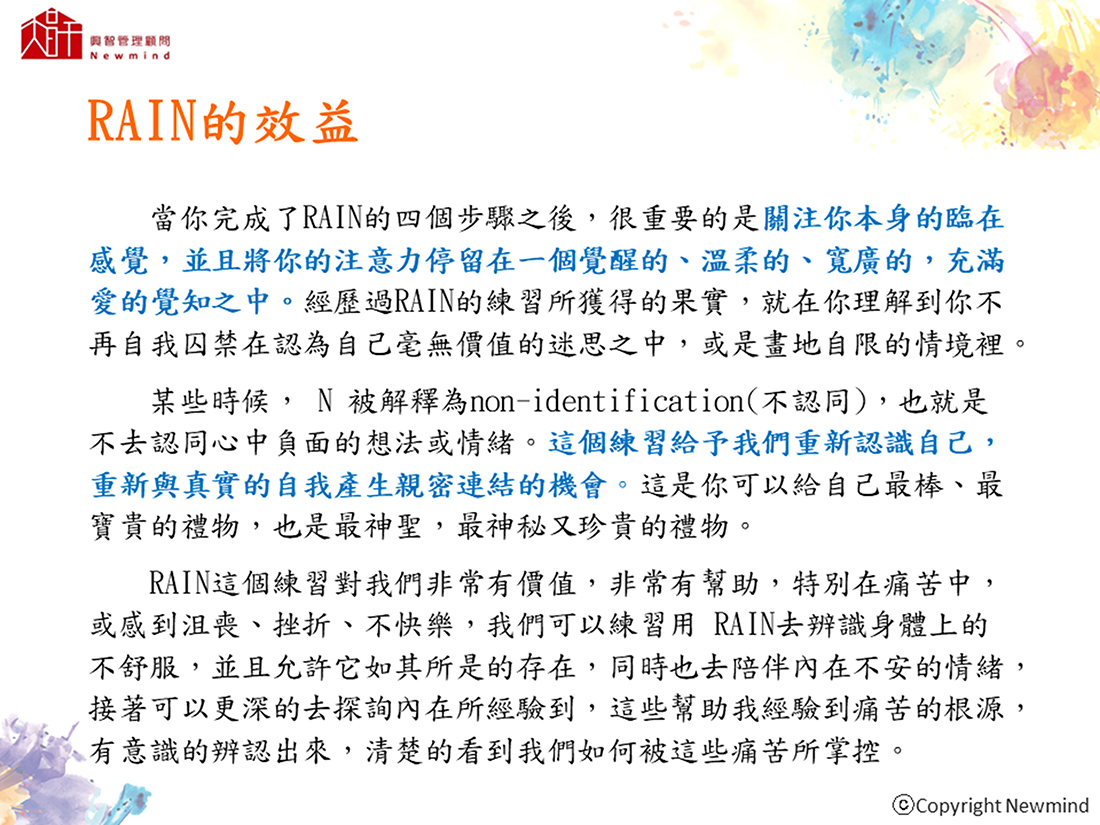 興智管理顧問
Newmind
RAIN的效益
當你完成了RAIN的四個步驟之後，很重要的是關注你本身的臨在
感覺，並且將你的注意力停留在一個覺醒的、溫柔的、寬廣的，充滿
愛的覺知之中。經歷過RAIN的練習所獲得的果實，就在你理解到你不
再自我囚禁在認為自己毫無價值的迷思之中，或是畫地自限的情境裡。
某些時候， N 被解釋為non-identification(不認同)，也就是
不去認同心中負面的想法或情緒。這個練習給予我們重新認識自己，
重新與真實的自我產生親密連結的機會。這是你可以給自己最棒、最
寶貴的禮物，也是最神聖，最神秘又珍貴的禮物。
RAIN這個練習對我們非常有價值，非常有幫助，特別在痛苦中，
或感到沮喪、挫折、不快樂，我們可以練習用 RAIN去辨識身體上的
不舒服，並且允許它如其所是的存在，同時也去陪伴內在不安的情緒，
接著可以更深的去探詢內在所經驗到，這些幫助我經驗到痛苦的根源，
有意識的辨認出來，清楚的看到我們如何被這些痛苦所掌控。
ⓒCopyright Newmind